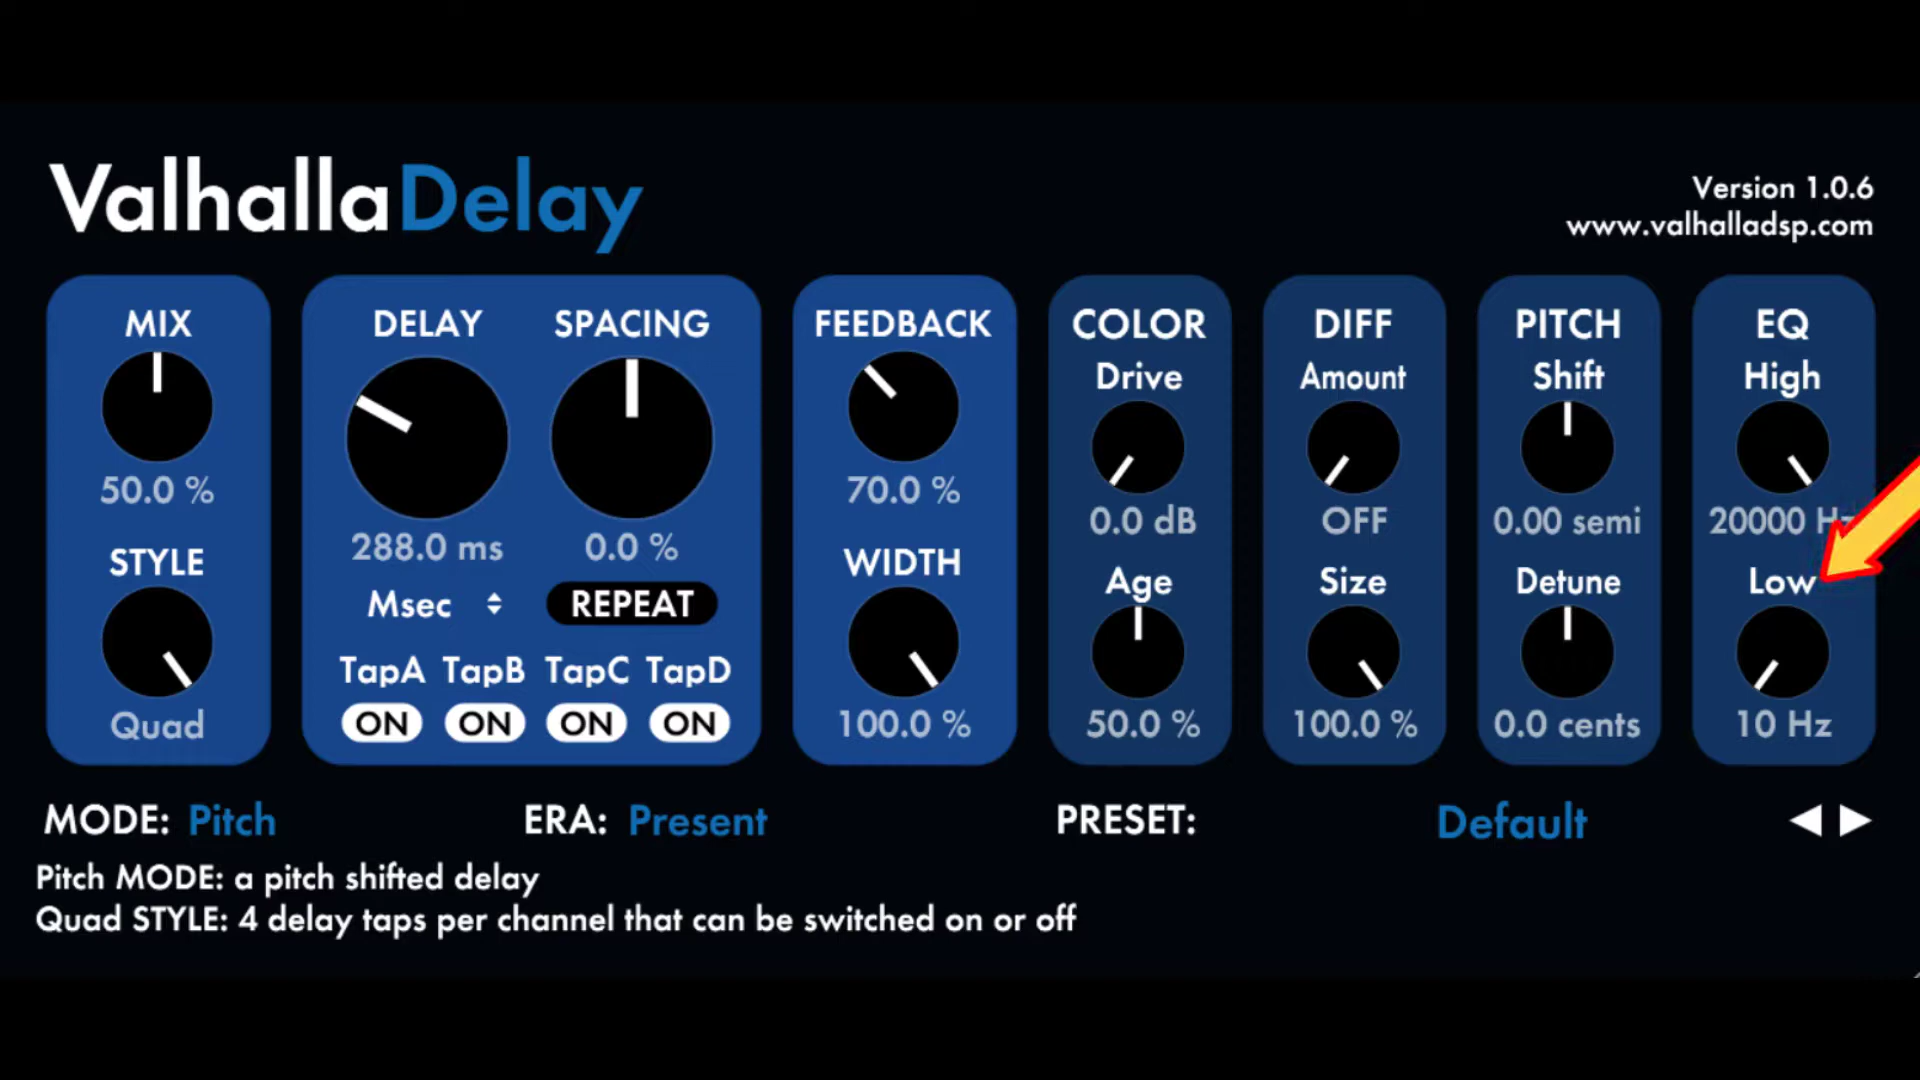 ValhallaDelay
Version 1.0.6
www.valhalladsp.com
MIX
50.0 %
STYLE
Quad
DELAY
288.0 ms
Msec
SPACING
0.0 %
REPEAT
TapA TapB TapC TapD
ON ON ON ON
FEEDBACK
70.0 %
WIDTH
100.0 %
COLOR
Drive
0.0 dB
Age
50.0 %
DIFF
Amount
OFF
Size
100.0 %
PITCH
Shift
0.00 semi
Detune
0.0 cents
EQ
High
20000 Hz
Low
10 Hz
MODE: Pitch
ERA: Present
PRESET: Default
Pitch MODE: a pitch shifted delay
Quad STYLE: 4 delay taps per channel that can be switched on or off